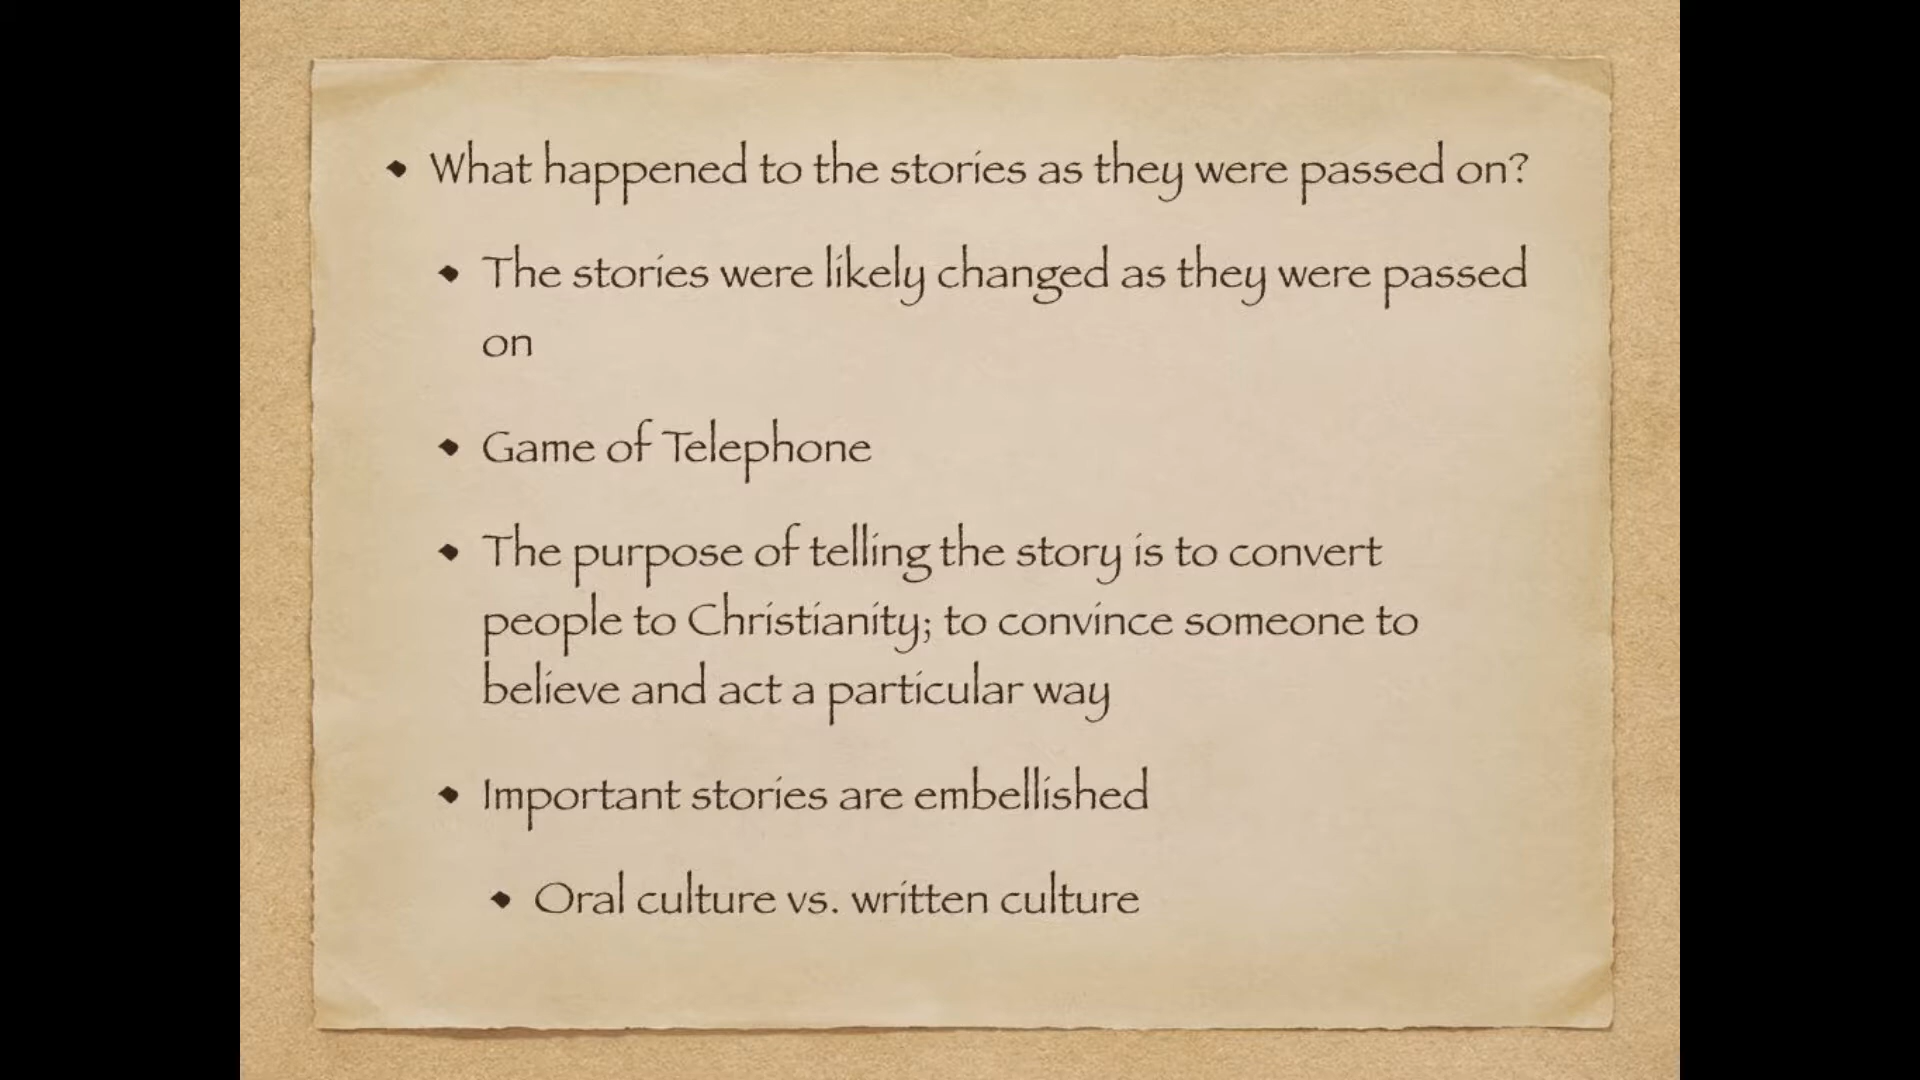 • What happened to the stories as they were passed on?
• The stories were likely changed as they were passed
on
• Game of Telephone
• The purpose of telling the story is to convert
people to Christianity; to convince someone to
believe and act a particular way
• Important stories are embellished
• Oral culture vs. written culture